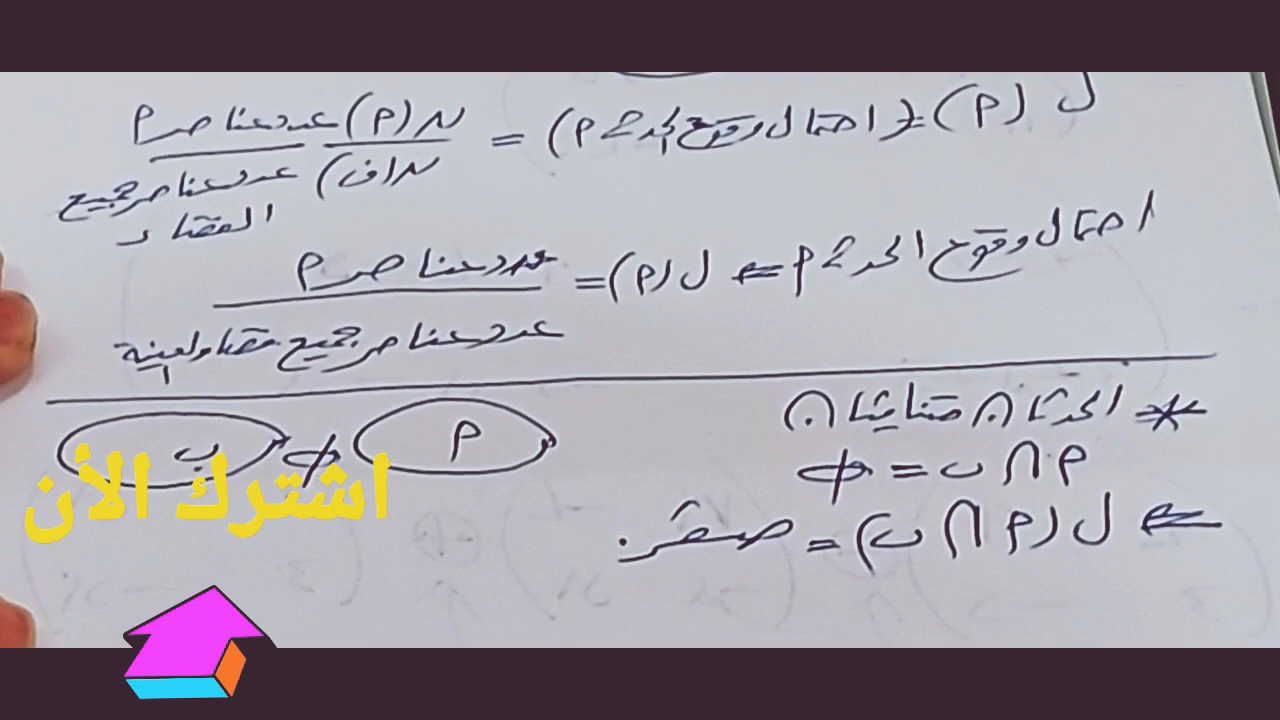 ل (م) = (احتمال وقوع الحدث م) = ن(م) عدد عناصر م
ن(ف) عدد عناصر جميع
الفضاء
احتمال وقوع الحدث م ⇐ ل (م) = عدد عناصر م
عدد عناصر جميع فضاء العينة
* الحدثان متنافيان
م ∩ ب = ф
⇐ ل (م ∩ ب) = صفر.
م ф ب
اشترك الأن